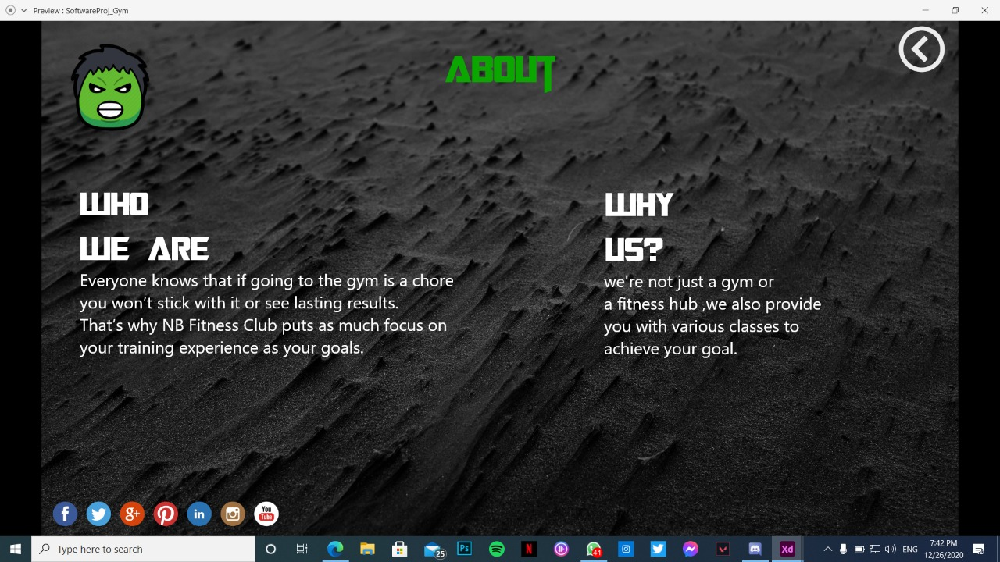 Preview : SoftwareProj_Gym
ABOUT
WHO
WE ARE
Everyone knows that if going to the gym is a chore
you won’t stick with it or see lasting results.
That’s why NB Fitness Club puts as much focus on
your training experience as your goals.
WHY
US?
we're not just a gym or
a fitness hub ,we also provide
you with various classes to
achieve your goal.
f
g+
in
You
Tube
Type here to search
25
Ps
N
41
Xd
ENG
7:42 PM
12/26/2020